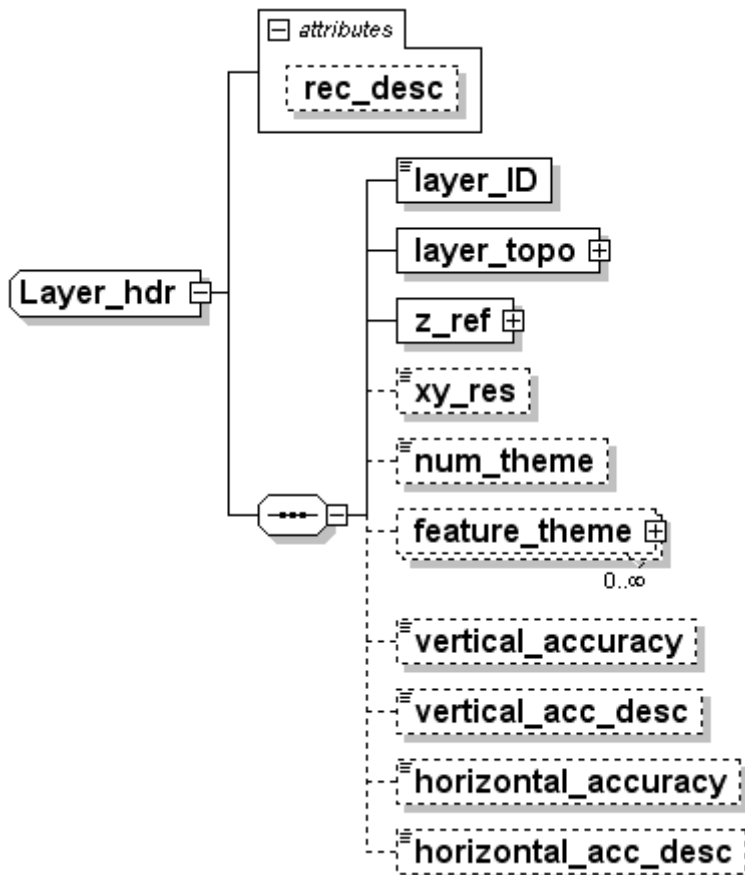 attributes
rec_desc
layer_ID
layer_topo
Layer_hdr
z_ref
xy_res
num_theme
feature_theme
0..∞
vertical_accuracy
vertical_acc_desc
horizontal_accuracy
horizontal_acc_desc